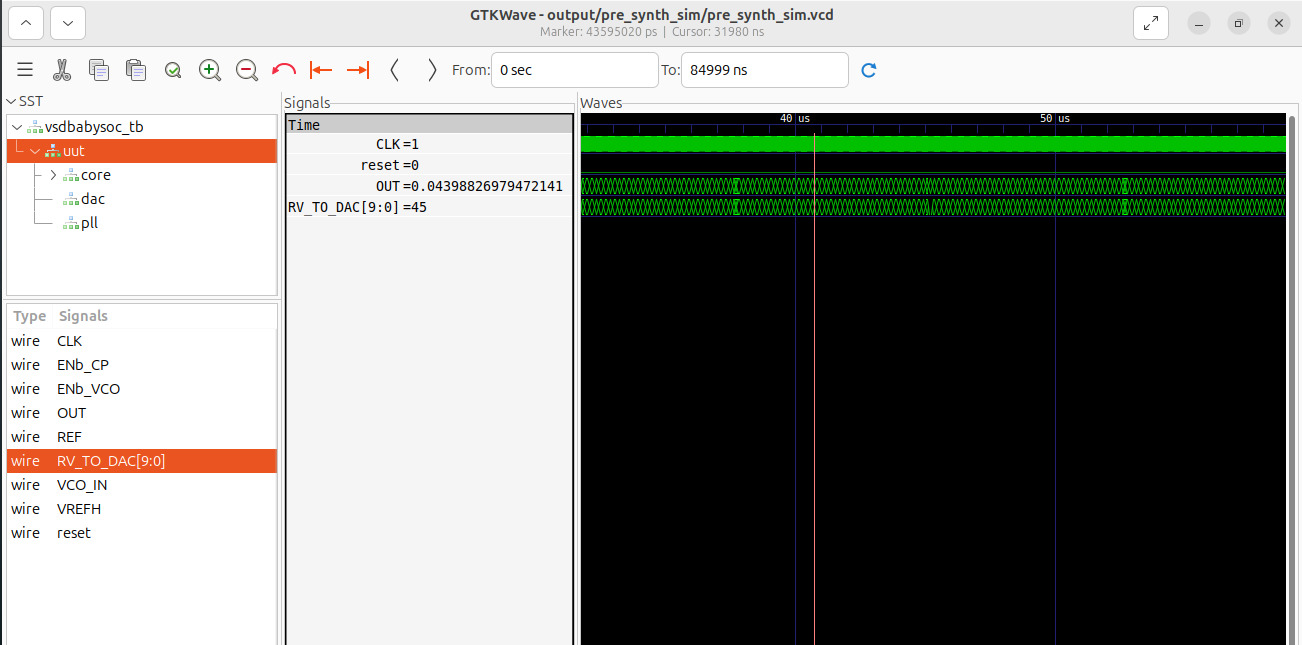 GTKWave - output/pre_synth_sim/pre_synth_sim.vcd
Marker: 43595020 ps | Cursor: 31980 ns
From: 0 sec To: 84999 ns
SST
vsdbabysoc_tb
uut
core
dac
pll
Type Signals
wire CLK
wire ENb_CP
wire ENb_VCO
wire OUT
wire REF
wire RV_TO_DAC[9:0]
wire VCO_IN
wire VREFH
wire reset
Signals
Time
CLK=1
reset=0
OUT=0.04398826979472141
RV_TO_DAC[9:0]=45
Waves
40 us 50 us